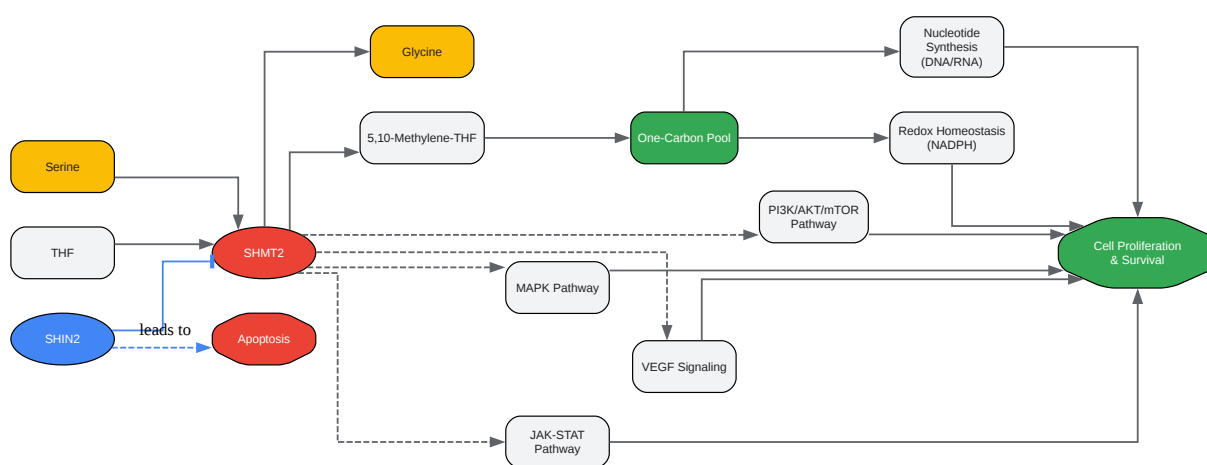 Nucleotide
Synthesis
(DNA/RNA)
Glycine
5,10-Methylene-THF
One-Carbon Pool
Redox Homeostasis
(NADPH)
Serine
PI3K/AKT/mTOR
Pathway
THF
SHMT2
Cell Proliferation
& Survival
MAPK Pathway
leads to
SHIN2
Apoptosis
VEGF Signaling
JAK-STAT
Pathway